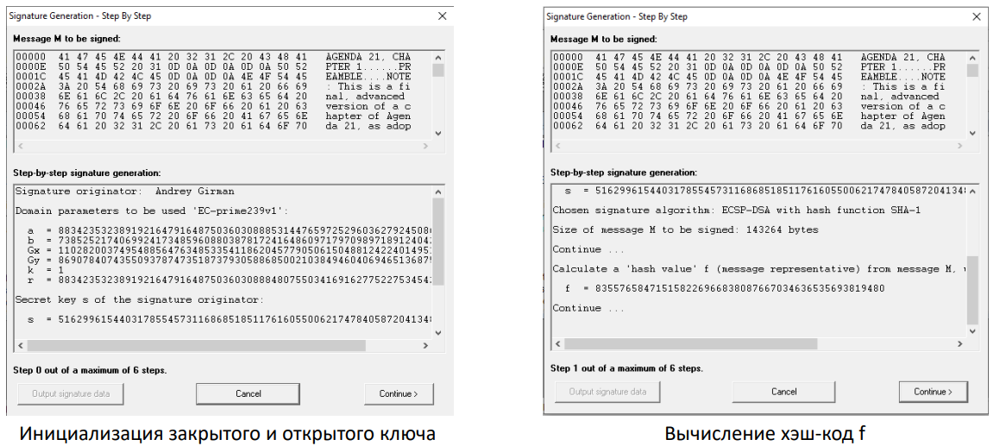 Signature Generation - Step By Step
Message M to be signed:
00000 41 47 45 4E 44 41 20 32 31 2C 20 43 48 41 AGENDA 21, CHA
0000E 50 54 45 52 20 31 0D 0A 0D 0A 0D 0A 50 52 PTER 1......PR
0001C 45 41 4D 42 4C 45 0D 0A 0D 0A 4E 4F 54 45 EAMBLE....NOTE
0002A 3A 20 54 68 69 73 20 69 73 20 61 20 66 69 : This is a fi
00038 6E 61 6C 2C 20 61 64 76 61 6E 63 65 64 20 nal, advanced
00046 76 65 72 73 69 6F 6E 20 6F 66 20 61 20 63 version of a c
00054 68 61 70 74 65 72 20 6F 66 20 41 67 65 6E hapter of Agen
00062 64 61 20 32 31 2C 20 61 73 20 61 64 6F 70 da 21, as adop
Step-by-step signature generation:
Signature originator: Andrey Girman
Domain parameters to be used 'EC-prime239v1':
a = 8834235323891921647916487503603088853144765972529603627924508
b = 7385252174069924173485960880387817241648609717970989718912404
Gx = 1102820037495488564763485335411862045779050615048812422401495
Gy = 8690784074355093787473518737930588685002103849460406946513687
k = 1
r = 8834235323891921647916487503603088848075503416916277522753454
Secret key s of the signature originator:
s = 5162996154403178554573116868518511761605500621747840587204134
Step 0 out of a maximum of 6 steps.
Output signature data
Cancel
Continue >
Инициализация закрытого и открытого ключа
Signature Generation - Step By Step
Message M to be signed:
00000 41 47 45 4E 44 41 20 32 31 2C 20 43 48 41 AGENDA 21, CHA
0000E 50 54 45 52 20 31 0D 0A 0D 0A 0D 0A 50 52 PTER 1......PR
0001C 45 41 4D 42 4C 45 0D 0A 0D 0A 4E 4F 54 45 EAMBLE....NOTE
0002A 3A 20 54 68 69 73 20 69 73 20 61 20 66 69 : This is a fi
00038 6E 61 6C 2C 20 61 64 76 61 6E 63 65 64 20 nal, advanced
00046 76 65 72 73 69 6F 6E 20 6F 66 20 61 20 63 version of a c
00054 68 61 70 74 65 72 20 6F 66 20 41 67 65 6E hapter of Agen
00062 64 61 20 32 31 2C 20 61 73 20 61 64 6F 70 da 21, as adop
Step-by-step signature generation:
s = 5162996154403178554573116868518511761605500621747840587204134
Chosen signature algorithm: ECSP-DSA with hash function SHA-1
Size of message M to be signed: 143264 bytes
Continue ...
Calculate a 'hash value' f (message representative) from message M,
f = 835576584715158226966838087667034636535693819480
Continue ...
Step 1 out of a maximum of 6 steps.
Output signature data
Cancel
Continue >
Вычисление хэш-код f